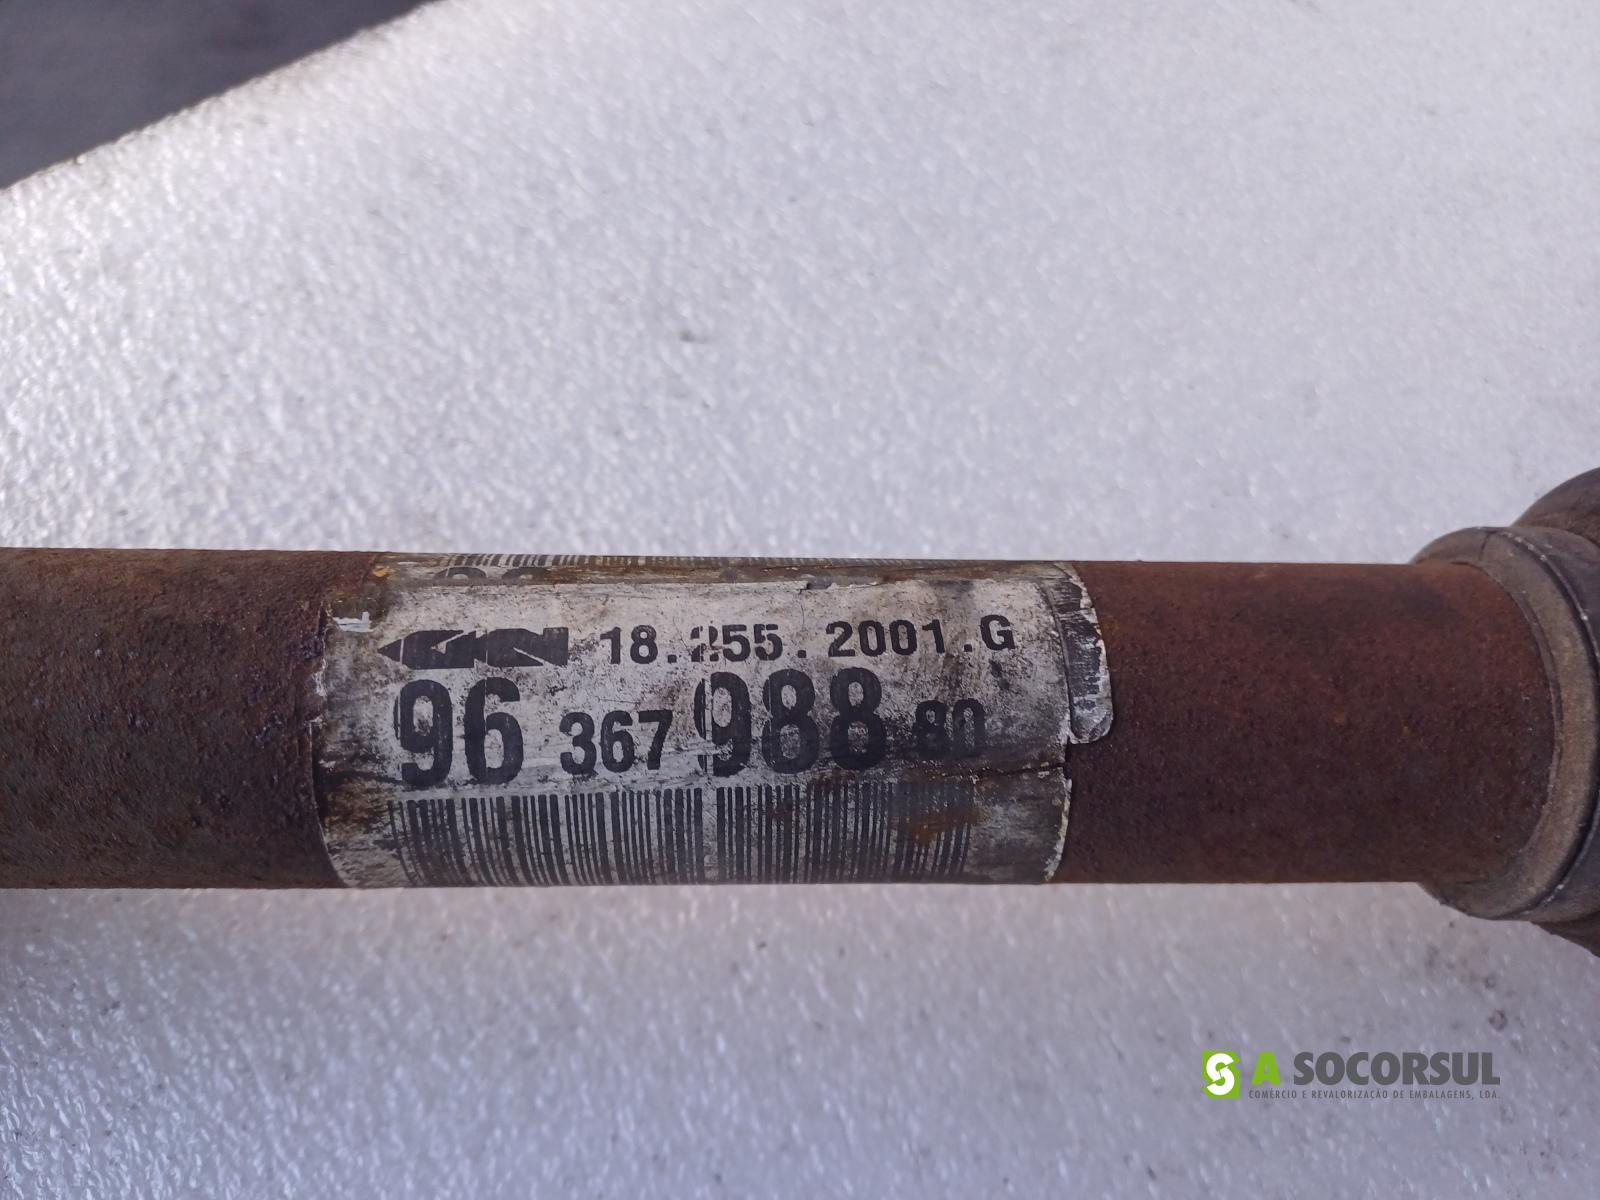 GKN 18.255.2001.G
96 367 988 80
S A SOCORSUL
COMÉRCIO E REVALORIZAÇÃO DE EMBALAGENS, LDA.